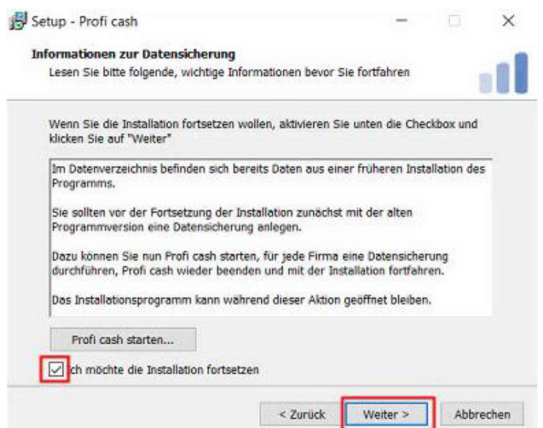 Setup - Profi cash
Informationen zur Datensicherung
Lesen Sie bitte folgende, wichtige Informationen bevor Sie fortfahren
Wenn Sie die Installation fortsetzen wollen, aktivieren Sie unten die Checkbox und
klicken Sie auf "Weiter"
Im Datenverzeichnis befinden sich bereits Daten aus einer früheren Installation des
Programms.
Sie sollten vor der Fortsetzung der Installation zunächst mit der alten
Programmversion eine Datensicherung anlegen.
Dazu können Sie nun Profi cash starten, für jede Firma eine Datensicherung
durchführen, Profi cash wieder beenden und mit der Installation fortfahren.
Das Installationsprogramm kann während dieser Aktion geöffnet bleiben.
Profi cash starten...
Ich möchte die Installation fortsetzen
< Zurück Weiter > Abbrechen